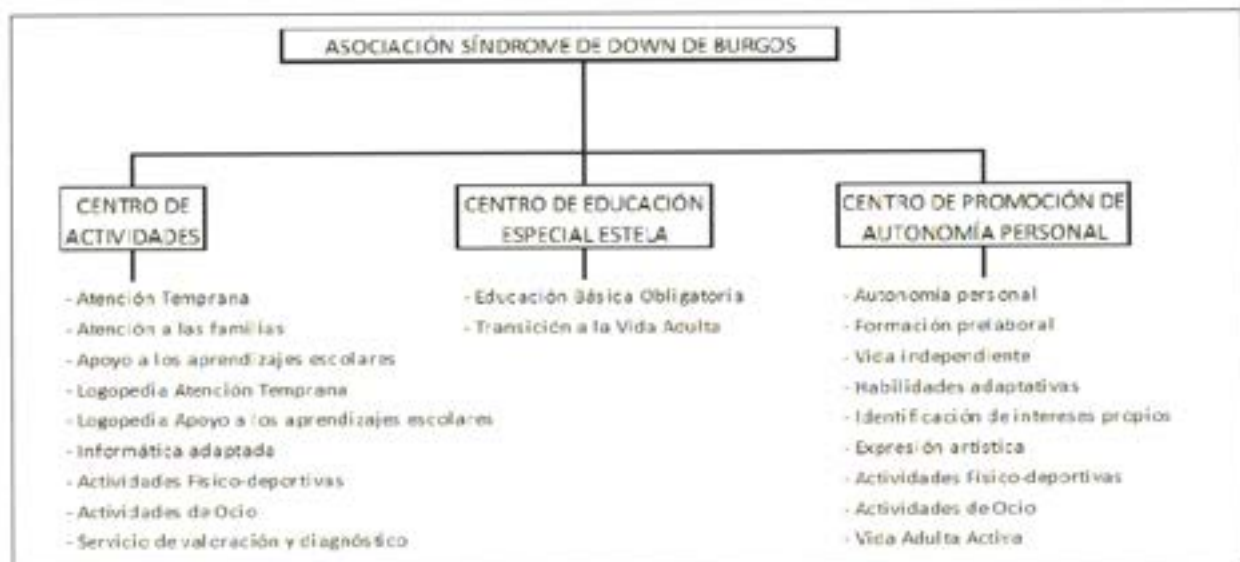 ASOCIACIÓN SÍNDROME DE DOWN DE BURGOS
CENTRO DE
ACTIVIDADES
- Atención Temprana
- Atención a las familias
- Apoyo a los aprendizajes escolares
- Logopedia Atención Temprana
- Logopedia Apoyo a los aprendizajes escolares
- Informática adaptada
- Actividades Físico-deportivas
- Actividades de Ocio
- Servicio de valoración y diagnóstico
CENTRO DE EDUCACIÓN
ESPECIAL ESTELA
- Educación Básica Obligatoria
- Transición a la Vida Adulta
CENTRO DE PROMOCIÓN DE
AUTONOMÍA PERSONAL
- Autonomía personal
- Formación prelaboral
- Vida independiente
- Habilidades adaptativas
- Identificación de intereses propios
- Expresión artística
- Actividades Físico-deportivas
- Actividades de Ocio
- Vida Adulta Activa